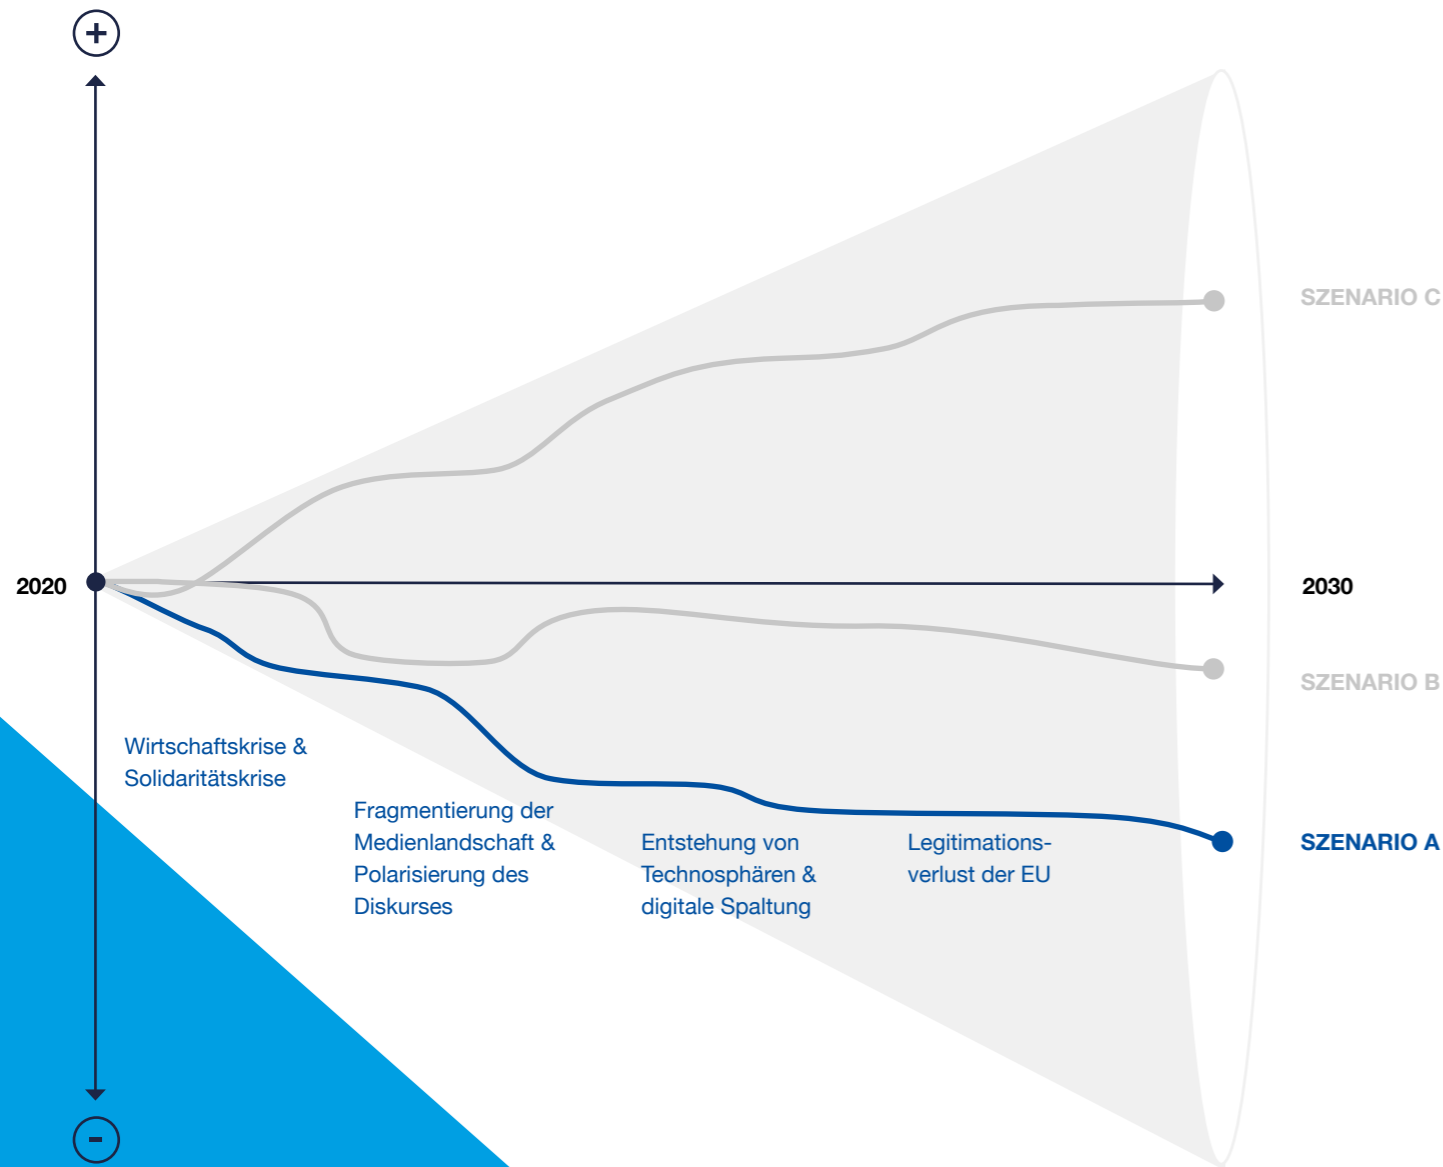 +
SZENARIO C
2020
2030
SZENARIO B
Wirtschaftskrise &
Solidaritätskrise
Fragmentierung der
Medienlandschaft &
Polarisierung des
Diskurses
Entstehung von
Technosphären &
digitale Spaltung
Legitimations-
verlust der EU
SZENARIO A
-